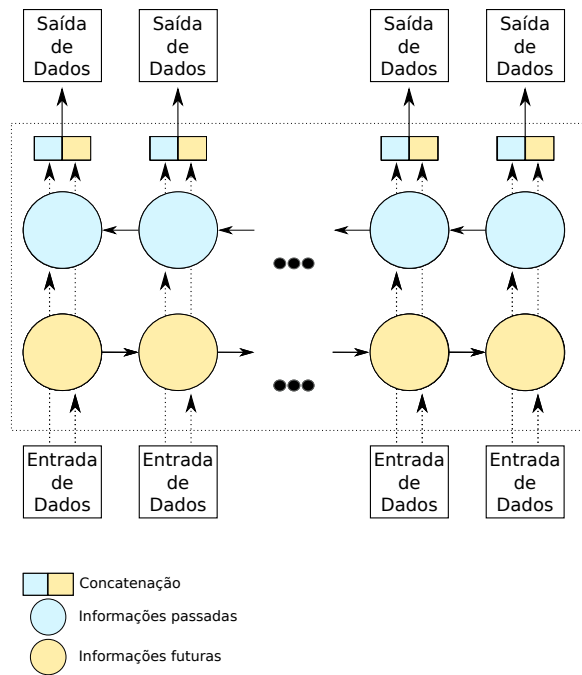 Saída
de
Dados
Saída
de
Dados
Saída
de
Dados
Saída
de
Dados
Entrada
de
Dados
Entrada
de
Dados
Entrada
de
Dados
Entrada
de
Dados
Concatenação
Informações passadas
Informações futuras